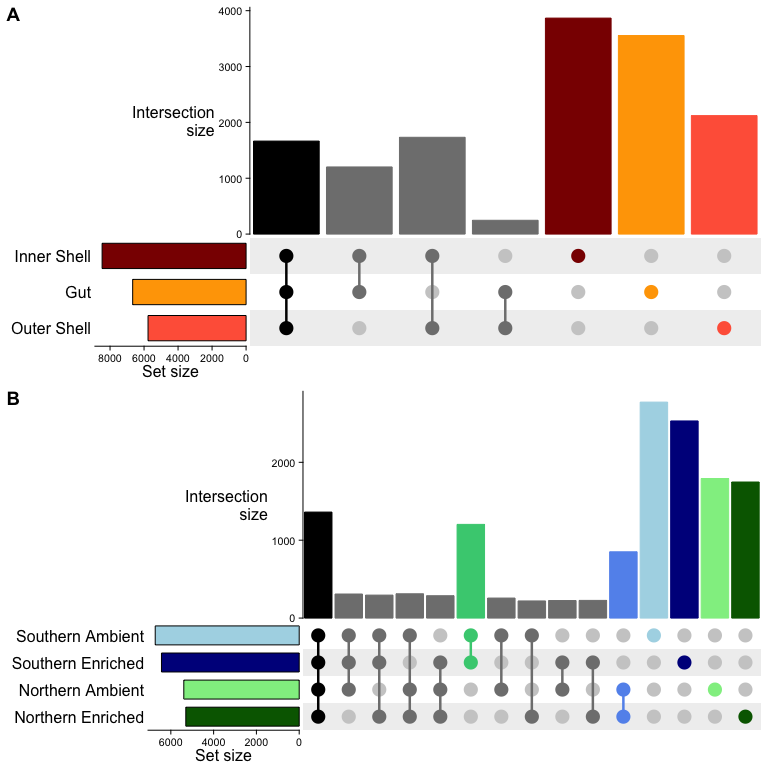 A
4000
3000
2000
1000
0
Intersection
size
Inner Shell
Gut
Outer Shell
8000 6000 4000 2000 0
Set size
B
2000
1000
0
Intersection
size
Southern Ambient
Southern Enriched
Northern Ambient
Northern Enriched
6000 4000 2000 0
Set size